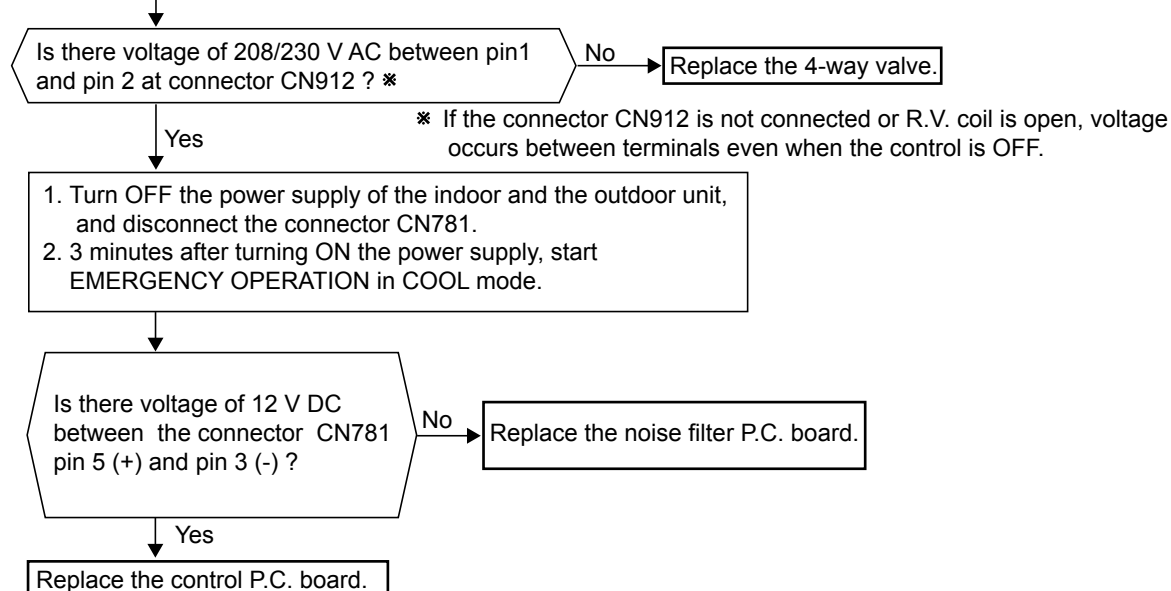 Is there voltage of 208/230 V AC between pin1
and pin 2 at connector CN912 ? ※
No
Replace the 4-way valve.
※ If the connector CN912 is not connected or R.V. coil is open, voltage
occurs between terminals even when the control is OFF.
Yes
1. Turn OFF the power supply of the indoor and the outdoor unit,
and disconnect the connector CN781.
2. 3 minutes after turning ON the power supply, start
EMERGENCY OPERATION in COOL mode.
Is there voltage of 12 V DC
between the connector CN781
pin 5 (+) and pin 3 (-) ?
No
Replace the noise filter P.C. board.
Yes
Replace the control P.C. board.